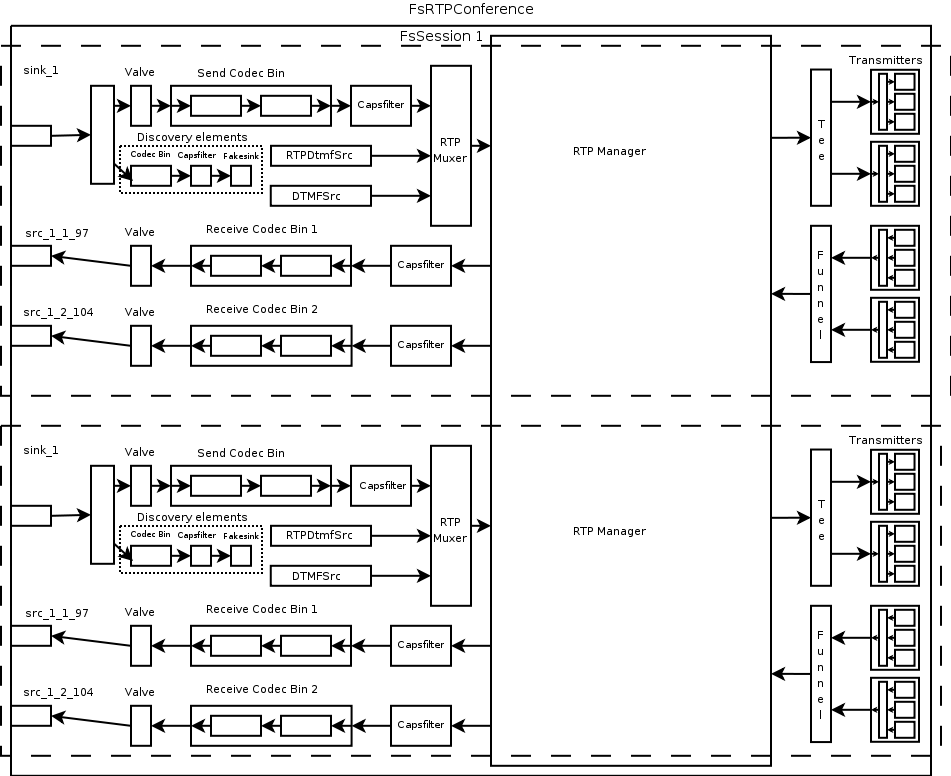 FsRTPConference
FsSession 1
sink_1
Valve
Send Codec Bin
Capsfilter
RTP Muxer
RTP Manager
Tee
Transmitters
Discovery elements
Codec Bin
Capsfilter
Fakesink
RTPDtmfSrc
DTMFSrc
src_1_1_97
Valve
Receive Codec Bin 1
Capsfilter
Funnel
src_1_2_104
Valve
Receive Codec Bin 2
Capsfilter
sink_1
Valve
Send Codec Bin
Capsfilter
RTP Muxer
RTP Manager
Tee
Transmitters
Discovery elements
Codec Bin
Capsfilter
Fakesink
RTPDtmfSrc
DTMFSrc
src_1_1_97
Valve
Receive Codec Bin 1
Capsfilter
Funnel
src_1_2_104
Valve
Receive Codec Bin 2
Capsfilter